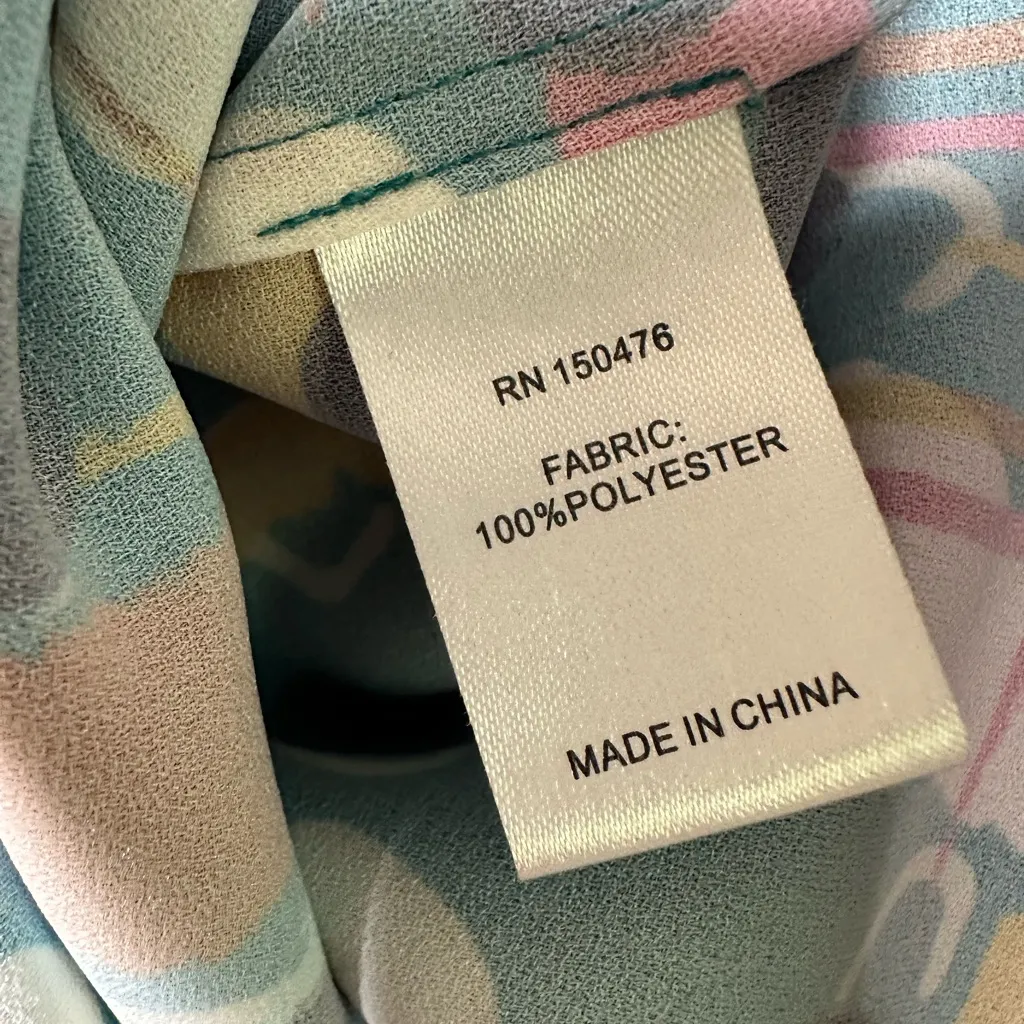 RN 150476
FABRIC:
100%POLYESTER
MADE IN CHINA